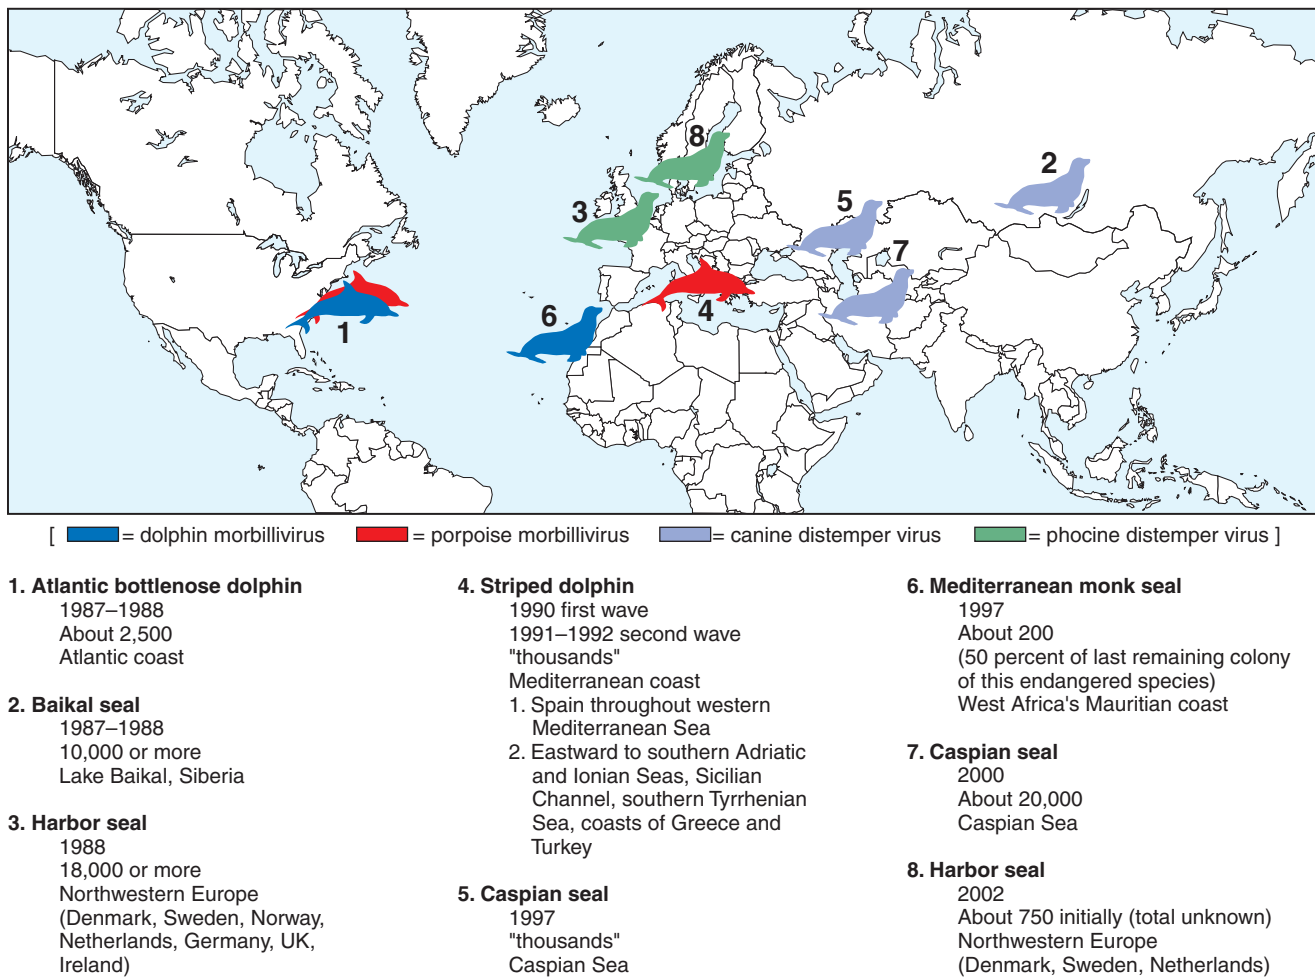 8
2
3
5
7
6
4
1
[ = dolphin morbillivirus = porpoise morbillivirus = canine distemper virus = phocine distemper virus ]
1. Atlantic bottlenose dolphin
1987–1988
About 2,500
Atlantic coast
2. Baikal seal
1987–1988
10,000 or more
Lake Baikal, Siberia
3. Harbor seal
1988
18,000 or more
Northwestern Europe
(Denmark, Sweden, Norway,
Netherlands, Germany, UK,
Ireland)
4. Striped dolphin
1990 first wave
1991–1992 second wave
"thousands"
Mediterranean coast
1. Spain throughout western
Mediterranean Sea
2. Eastward to southern Adriatic
and Ionian Seas, Sicilian
Channel, southern Tyrrhenian
Sea, coasts of Greece and
Turkey
5. Caspian seal
1997
"thousands"
Caspian Sea
6. Mediterranean monk seal
1997
About 200
(50 percent of last remaining colony
of this endangered species)
West Africa's Mauritian coast
7. Caspian seal
2000
About 20,000
Caspian Sea
8. Harbor seal
2002
About 750 initially (total unknown)
Northwestern Europe
(Denmark, Sweden, Netherlands)